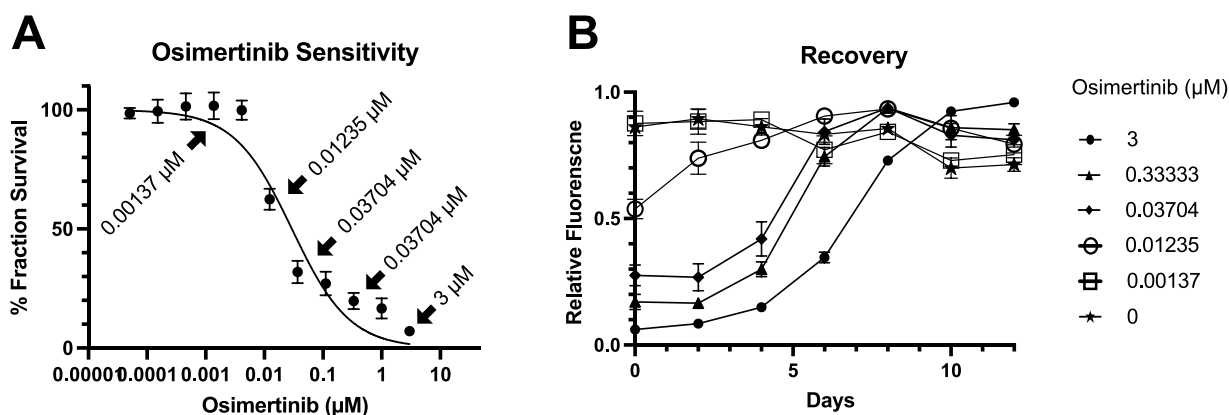 A
Osimertinib Sensitivity
% Fraction Survival
100
50
0
0.00001
0.0001
0.001
0.01
0.1
1
10
Osimertinib (µM)
0.00137 µM
0.01235 µM
0.03704 µM
0.03704 µM
3 µM
B
Recovery
Relative Fluorenscne
1.0
0.5
0.0
0
5
10
Days
Osimertinib (µM)
3
0.33333
0.03704
0.01235
0.00137
0